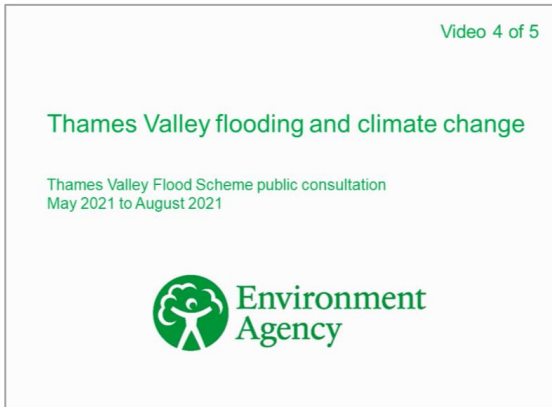 Video 4 of 5
Thames Valley flooding and climate change
Thames Valley Flood Scheme public consultation
May 2021 to August 2021
Environment
Agency